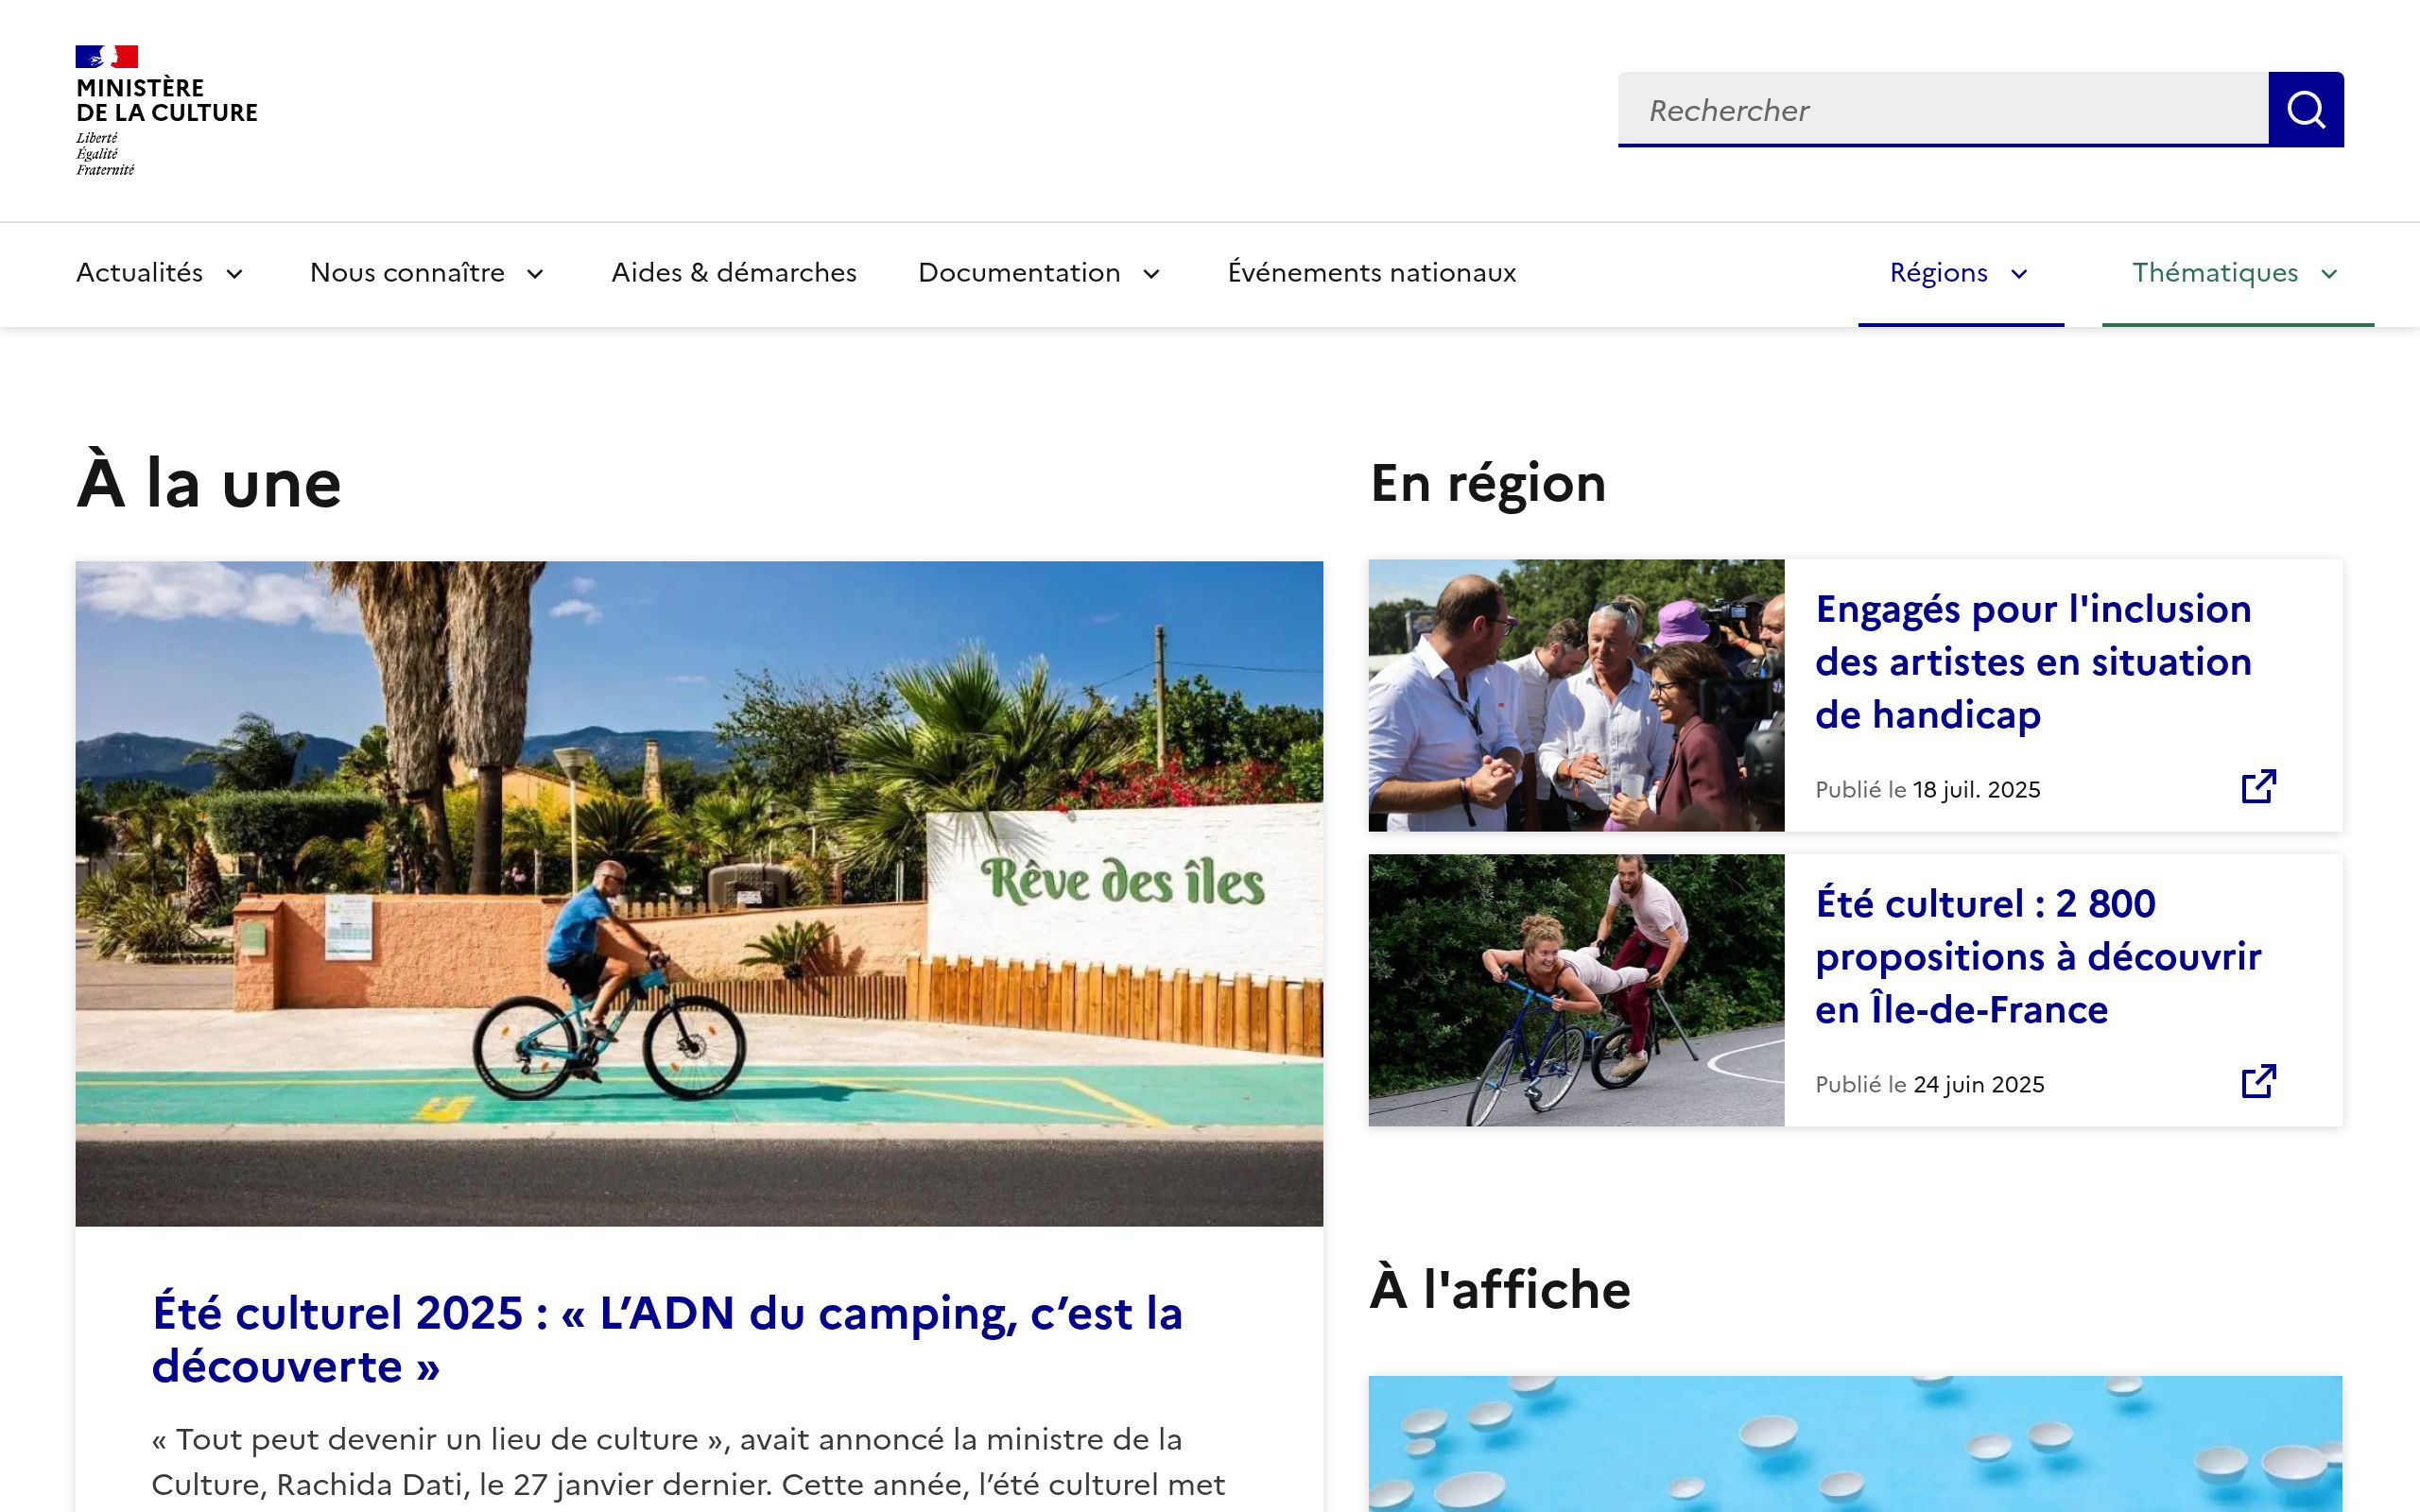 MINISTÈRE
DE LA CULTURE
Liberté
Égalité
Fraternité
Rechercher
Actualités
Nous connaître
Aides & démarches
Documentation
Événements nationaux
Régions
Thématiques
À la une
Rêve des îles
Été culturel 2025 : « L’ADN du camping, c’est la
découverte »
« Tout peut devenir un lieu de culture », avait annoncé la ministre de la
Culture, Rachida Dati, le 27 janvier dernier. Cette année, l’été culturel met
En région
Engagés pour l'inclusion
des artistes en situation
de handicap
Publié le 18 juil. 2025
Été culturel : 2 800
propositions à découvrir
en Île-de-France
Publié le 24 juin 2025
À l'affiche